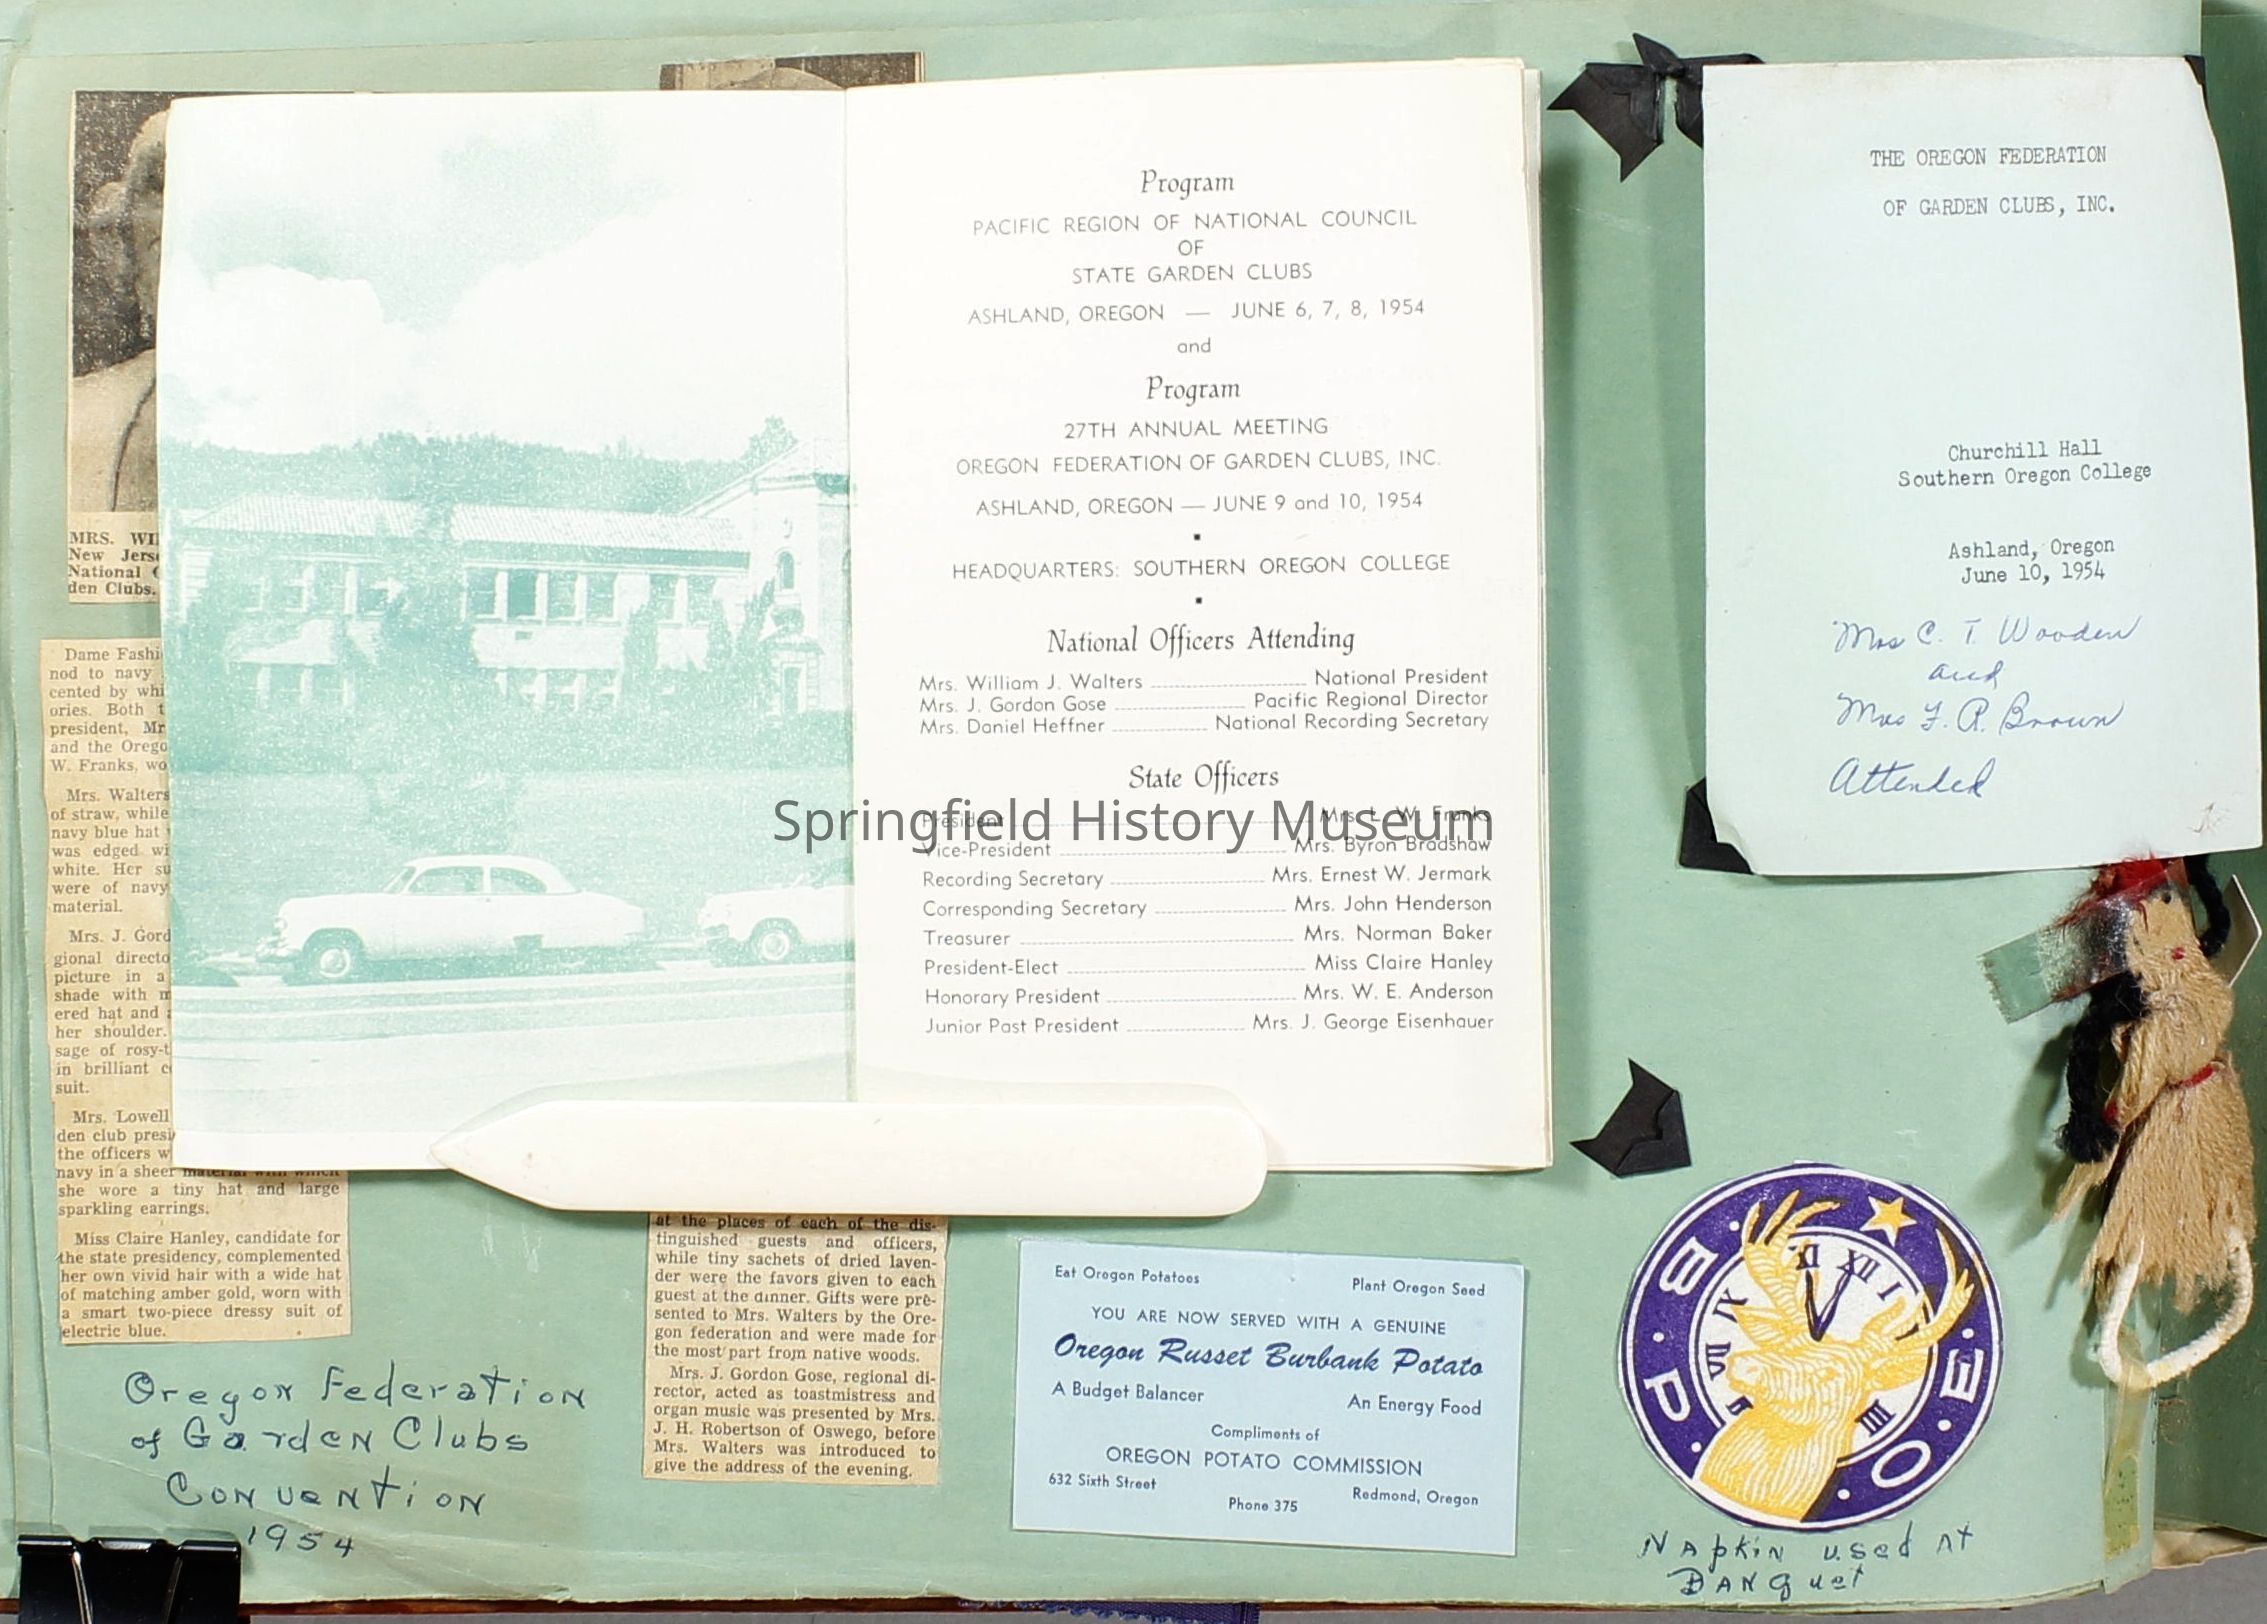 MRS. WI
New Jers
National
den Clubs.
Dame Fashi
nod to navy
cented by whi
ories. Both t
president, Mr
and the Orego
W. Franks, wo
Mrs. Walters
of straw, while
navy blue hat
was edged wi
white. Her su
were of navy
material.
Mrs. J. Gord
gional directo
picture in a
shade with m
ered hat and
her shoulder.
sage of rosy-t
in brilliant c
suit.
Mrs. Lowell
den club presi
the officers w
navy in a sheer material with which
she wore a tiny hat and large
sparkling earrings.
Miss Claire Hanley, candidate for
the state presidency, complemented
her own vivid hair with a wide hat
of matching amber gold, worn with
a smart two-piece dressy suit of
electric blue.
Oregon Federation
of Garden Clubs
Convention
1954
Program
PACIFIC REGION OF NATIONAL COUNCIL
OF
STATE GARDEN CLUBS
ASHLAND, OREGON — JUNE 6, 7, 8, 1954
and
Program
27TH ANNUAL MEETING
OREGON FEDERATION OF GARDEN CLUBS, INC.
ASHLAND, OREGON — JUNE 9 and 10, 1954
HEADQUARTERS: SOUTHERN OREGON COLLEGE
National Officers Attending
Mrs. William J. Walters National President
Mrs. J. Gordon Gose Pacific Regional Director
Mrs. Daniel Heffner National Recording Secretary
State Officers
President Mrs. L. W. Franks
Vice-President Mrs. Byron Bradshaw
Recording Secretary Mrs. Ernest W. Jermark
Corresponding Secretary Mrs. John Henderson
Treasurer Mrs. Norman Baker
President-Elect Miss Claire Hanley
Honorary President Mrs. W. E. Anderson
Junior Past President Mrs. J. George Eisenhauer
Springfield History Museum
at the places of each of the dis-
tinguished guests and officers,
while tiny sachets of dried laven-
der were the favors given to each
guest at the dinner. Gifts were pre-
sented to Mrs. Walters by the Ore-
gon federation and were made for
the most part from native woods.
Mrs. J. Gordon Gose, regional di-
rector, acted as toastmistress and
organ music was presented by Mrs.
J. H. Robertson of Oswego, before
Mrs. Walters was introduced to
give the address of the evening.
Eat Oregon Potatoes Plant Oregon Seed
YOU ARE NOW SERVED WITH A GENUINE
Oregon Russet Burbank Potato
A Budget Balancer An Energy Food
Compliments of
OREGON POTATO COMMISSION
632 Sixth Street Redmond, Oregon
Phone 375
THE OREGON FEDERATION
OF GARDEN CLUBS, INC.
Churchill Hall
Southern Oregon College
Ashland, Oregon
June 10, 1954
Mrs C. T. Wooden
and
Mrs F. R. Brown
Attended
B P O E
XI XII I IIII VII VIII IX
Napkin used at
Banquet